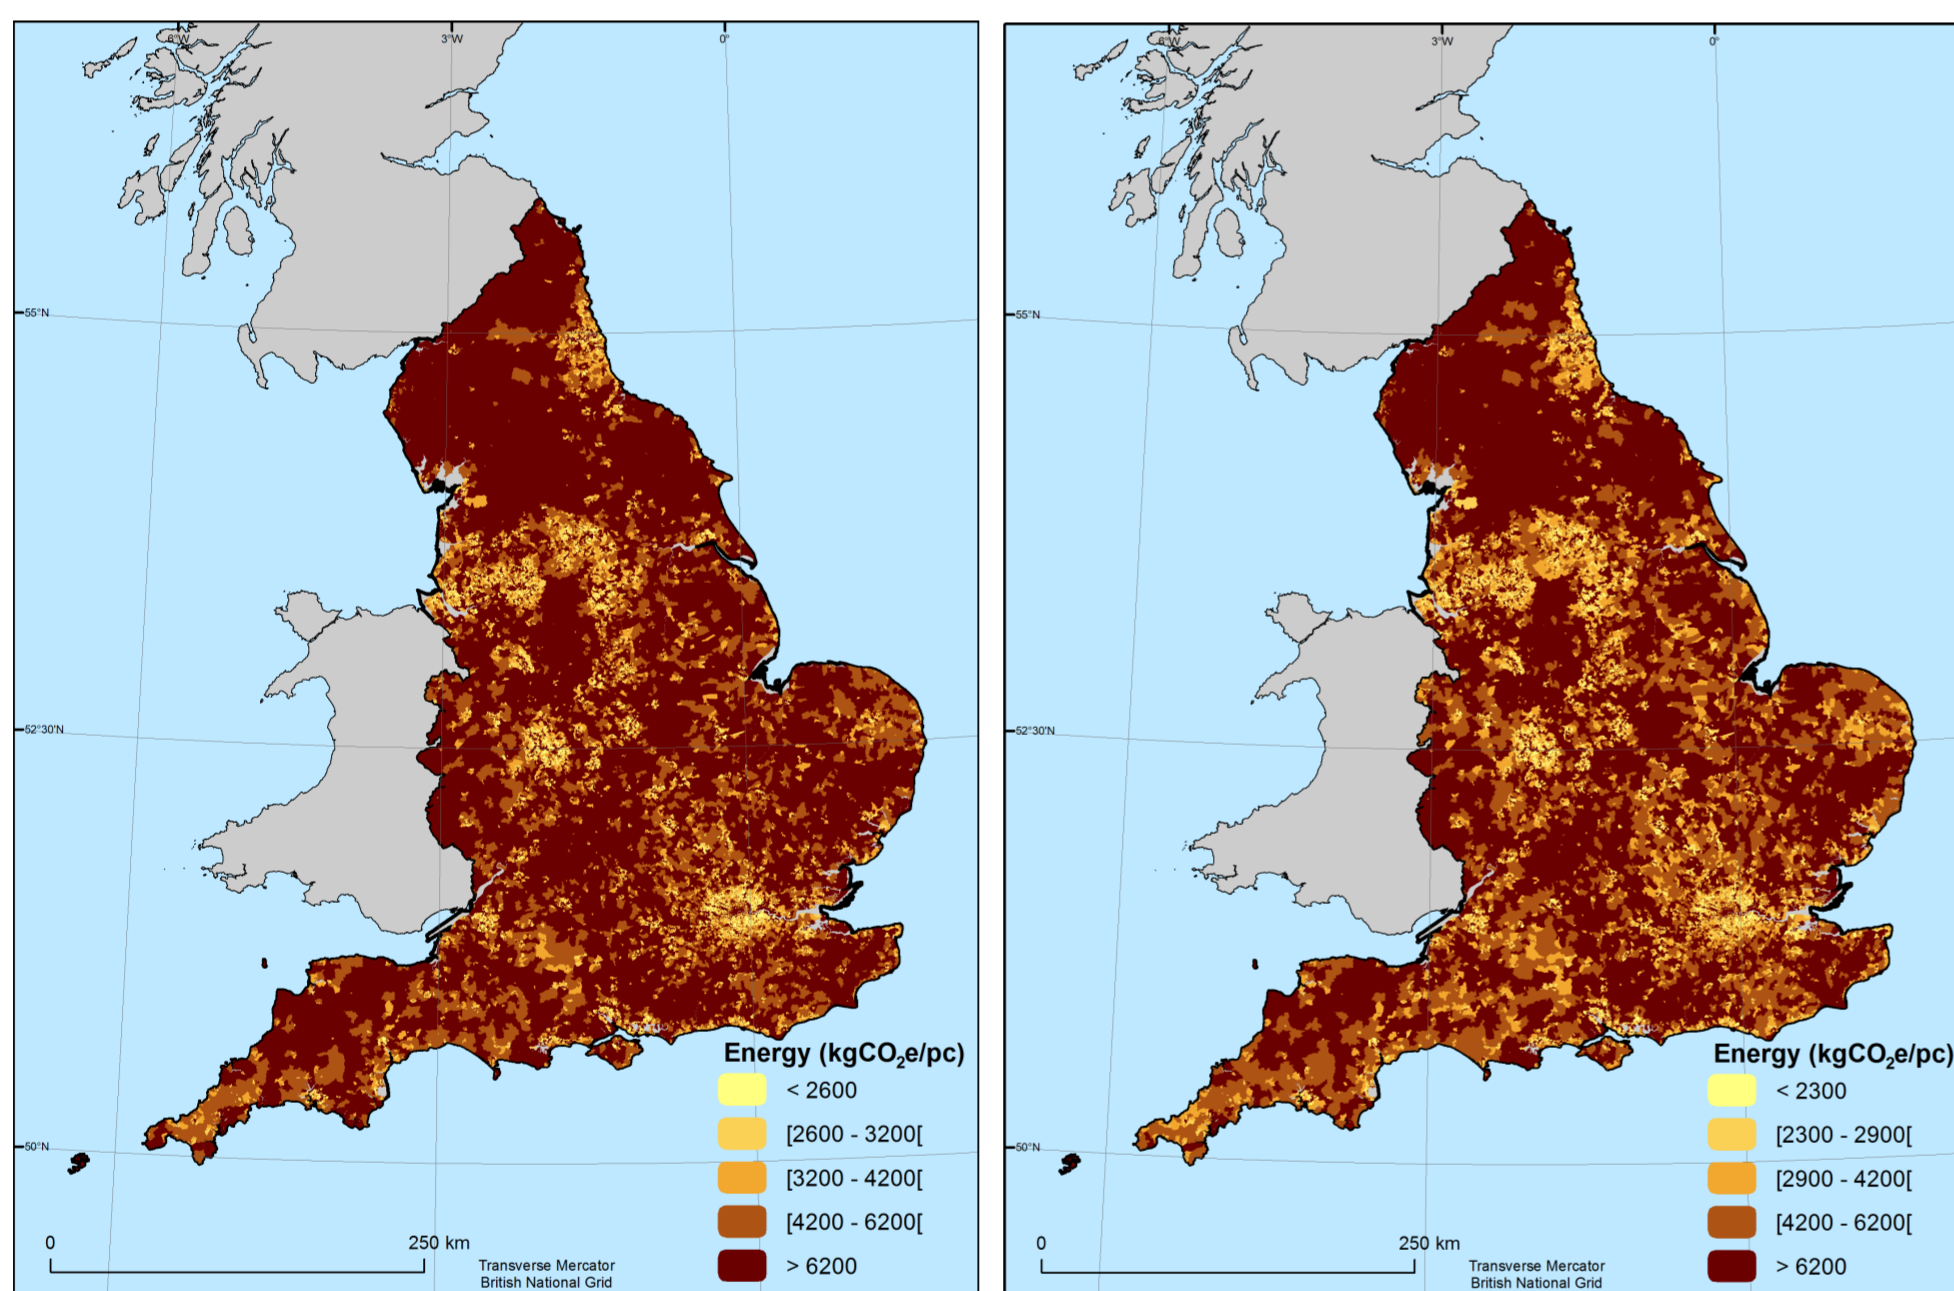 6°W 3°W 0°
55°N
52°30'N
50°N
Energy (kgCO₂e/pc)
< 2600
[2600 - 3200[
[3200 - 4200[
[4200 - 6200[
> 6200
0 250 km
Transverse Mercator
British National Grid
6°W 3°W 0°
55°N
52°30'N
50°N
Energy (kgCO₂e/pc)
< 2300
[2300 - 2900[
[2900 - 4200[
[4200 - 6200[
> 6200
0 250 km
Transverse Mercator
British National Grid